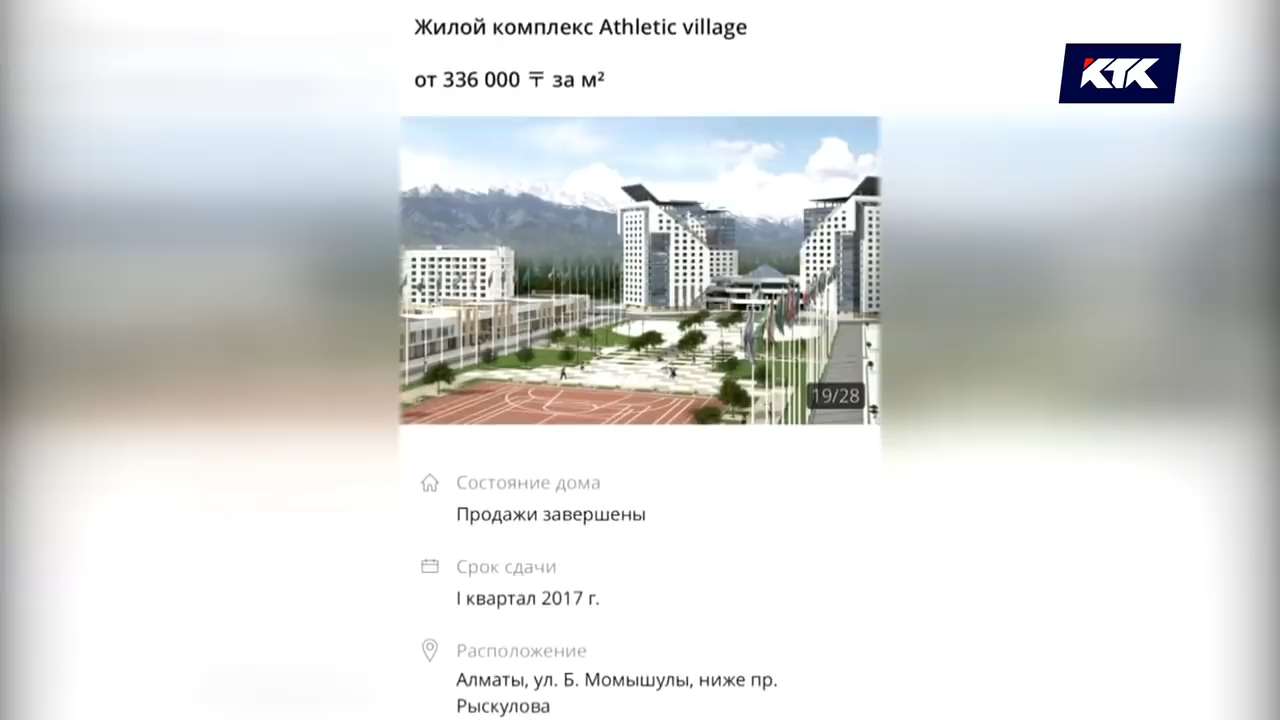 Жилой комплекс Athletic village
КТК
от 336 000 ₸ за м²
19/28
Состояние дома
Продажи завершены
Срок сдачи
I квартал 2017 г.
Расположение
Алматы, ул. Б. Момышулы, ниже пр.
Рыскулова